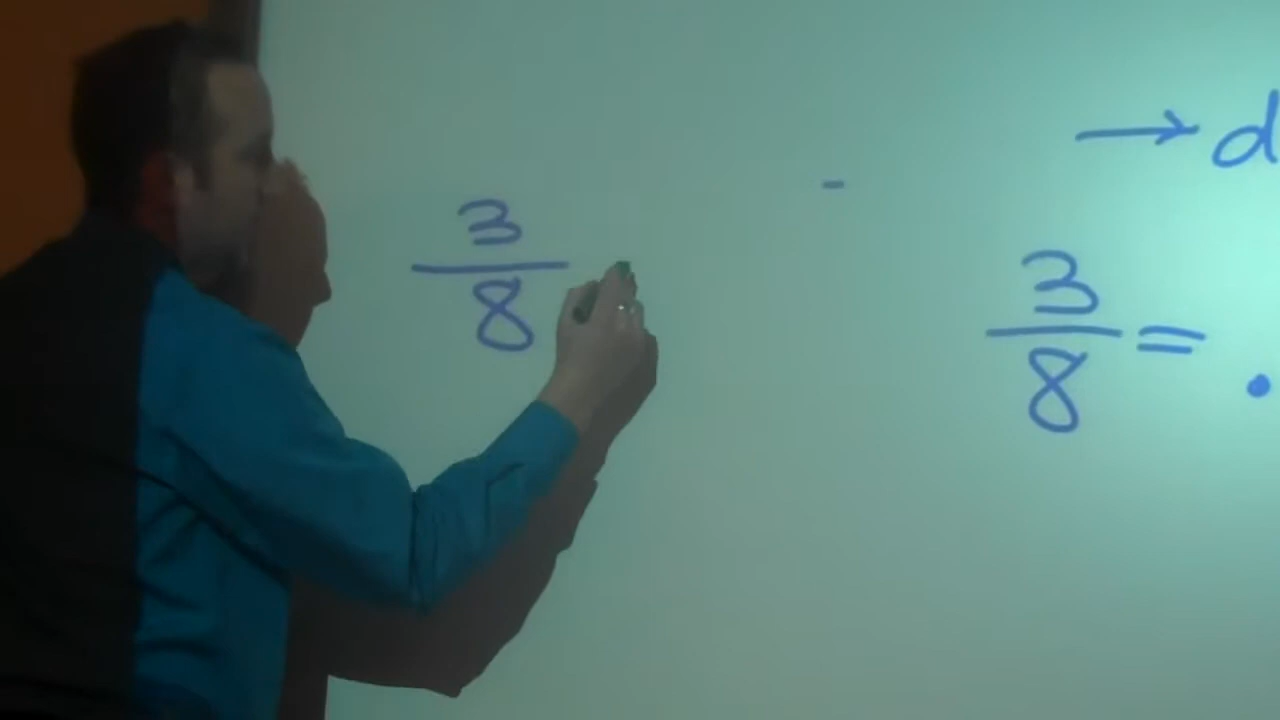 → d
3/8
-
3/8 = .